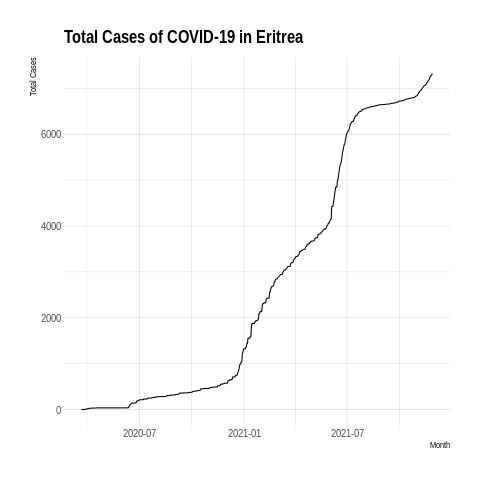 Total Cases of COVID-19 in Eritrea
Total Cases
6000
4000
2000
0
2020-07 2021-01 2021-07
Month